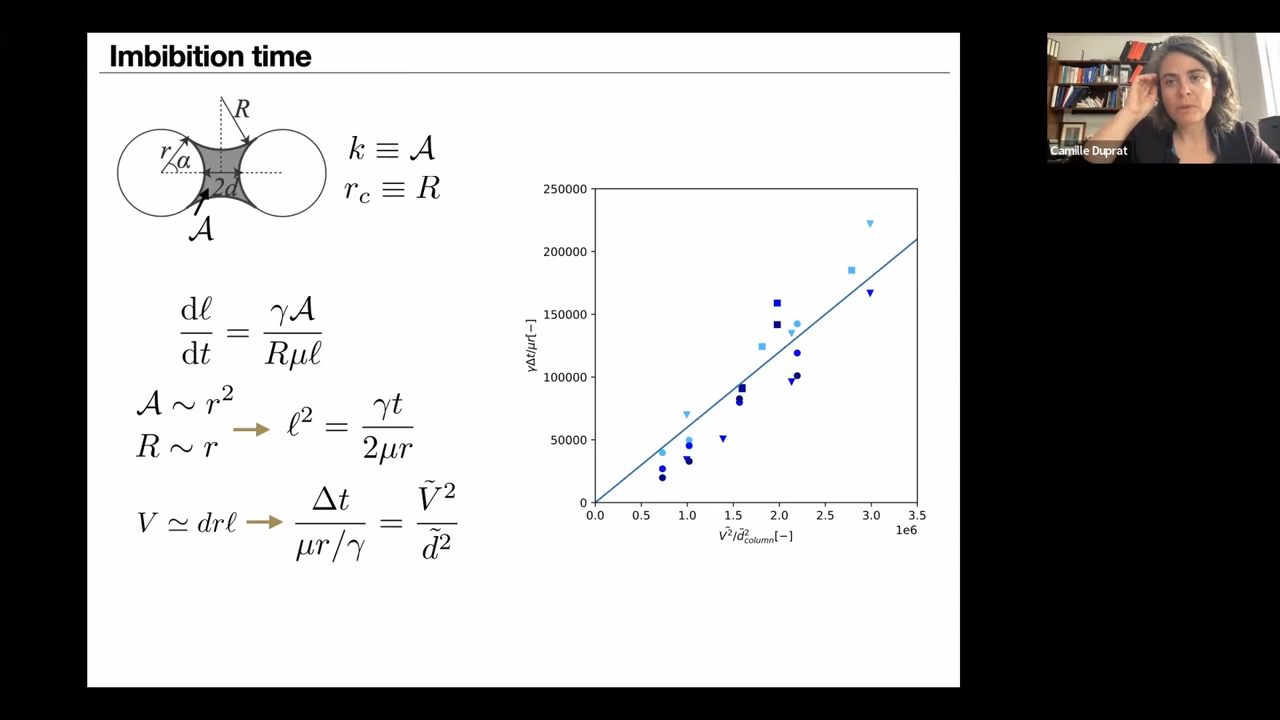 Imbibition time
R
r
α
2d
𝒜
k ≡ 𝒜
r_c ≡ R
dℓ/dt = γ𝒜/Rμℓ
𝒜 ∼ r²
R ∼ r
ℓ² = γt/2μr
V ≃ drℓ
Δt/(μr/γ) = Ṽ²/d̃²
250000
200000
150000
100000
50000
0
γΔt/μr[−]
0.0 0.5 1.0 1.5 2.0 2.5 3.0 3.5
1e6
Ṽ²/d̃²_column[−]
Camille Duprat